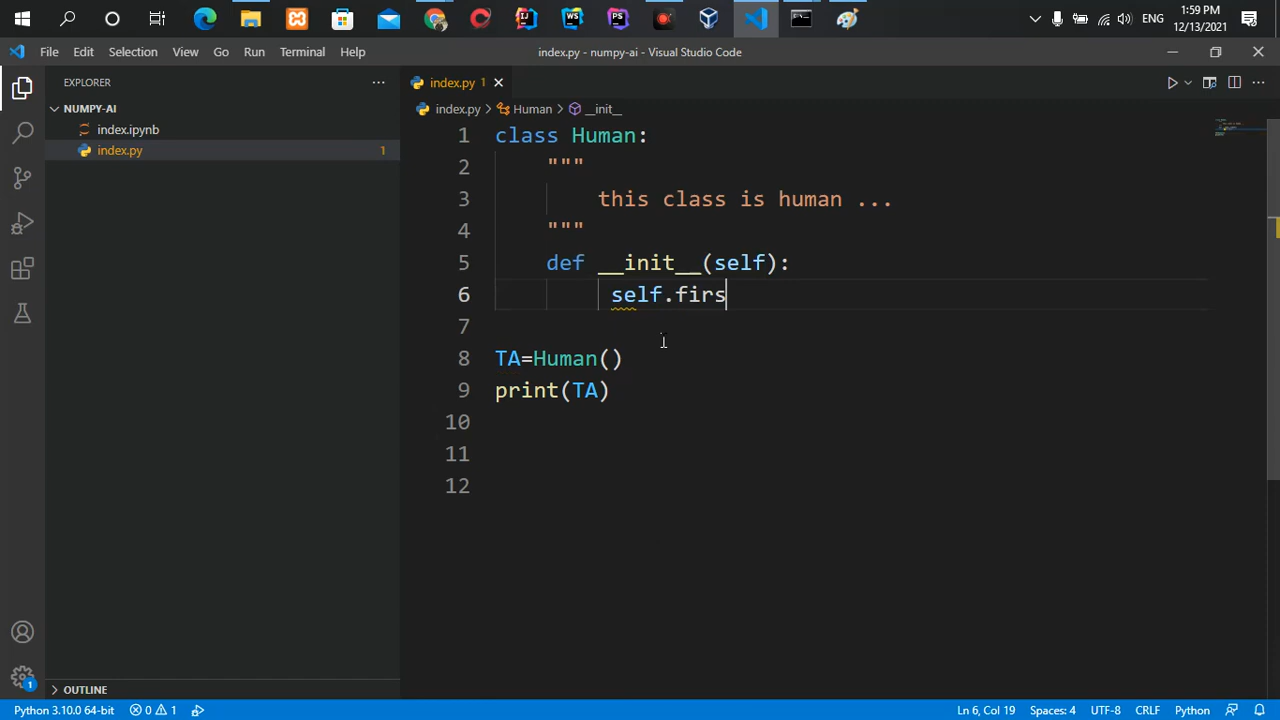 1:59 PM
ENG
12/13/2021
File Edit Selection View Go Run Terminal Help
index.py - numpy-ai - Visual Studio Code
EXPLORER
index.py 1
NUMPY-AI
index.py > Human > __init__
index.ipynb
index.py 1
1 class Human:
2 """
3 this class is human ...
4 """
5 def __init__(self):
6 self.firs
7
8 TA=Human()
9 print(TA)
10
11
12
1
OUTLINE
Python 3.10.0 64-bit 0 1 Ln 6, Col 19 Spaces: 4 UTF-8 CRLF Python